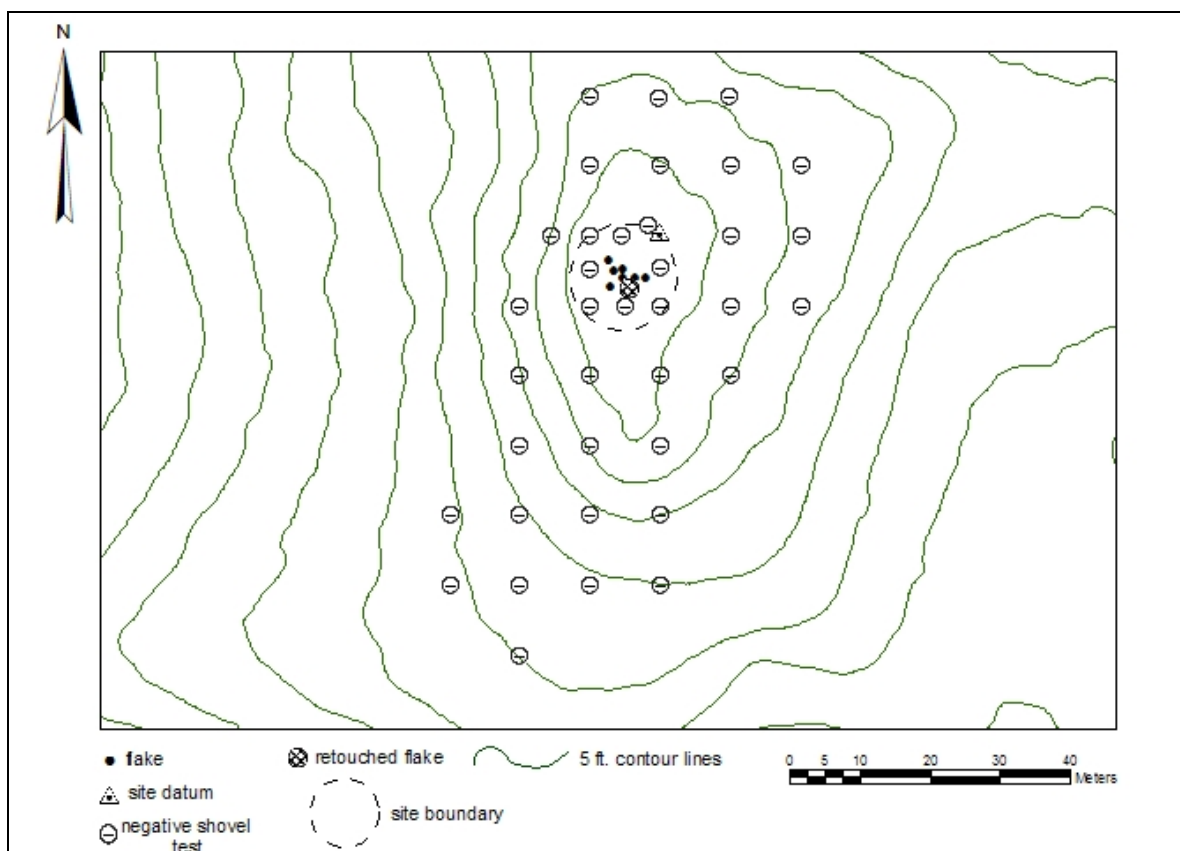 N
flake
retouched flake
5 ft. contour lines
0 5 10 20 30 40
Meters
site datum
site boundary
negative shovel
test